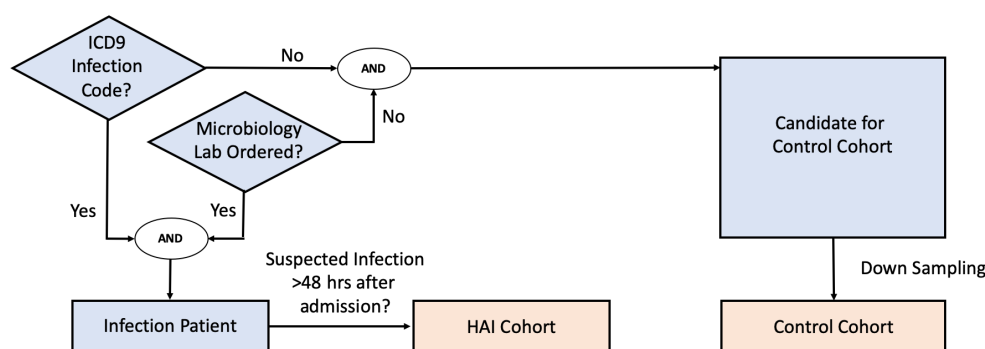 ICD9
Infection
Code?
No
AND
Microbiology
Lab Ordered?
No
Candidate for
Control Cohort
Yes
Yes
AND
Suspected Infection
>48 hrs after
admission?
Down Sampling
Infection Patient
HAI Cohort
Control Cohort